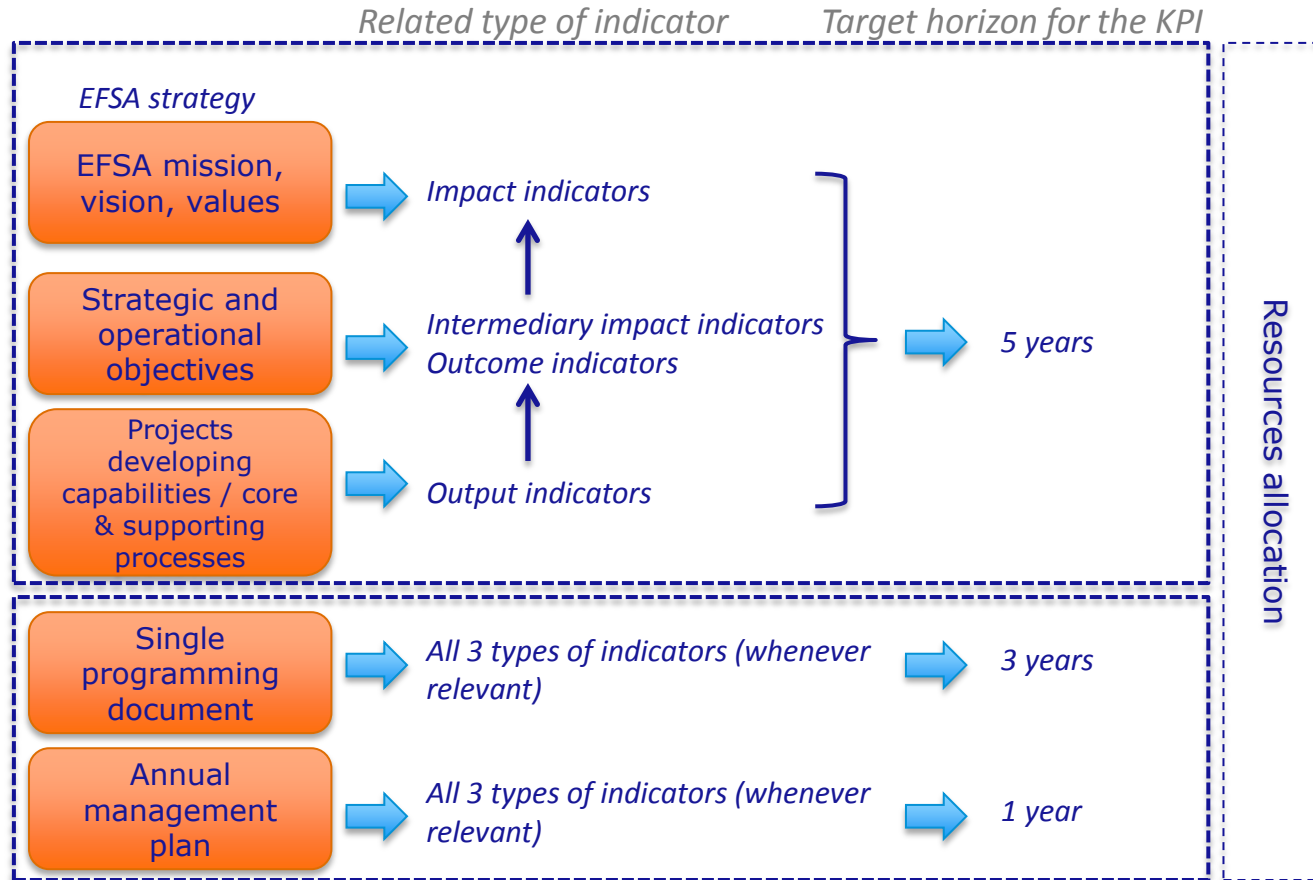 Related type of indicator
Target horizon for the KPI
EFSA strategy
EFSA mission,
vision, values
Impact indicators
Strategic and
operational
objectives
Intermediary impact indicators
Outcome indicators
5 years
Projects
developing
capabilities / core
& supporting
processes
Output indicators
Single
programming
document
All 3 types of indicators (whenever
relevant)
3 years
Annual
management
plan
All 3 types of indicators (whenever
relevant)
1 year
Resources allocation